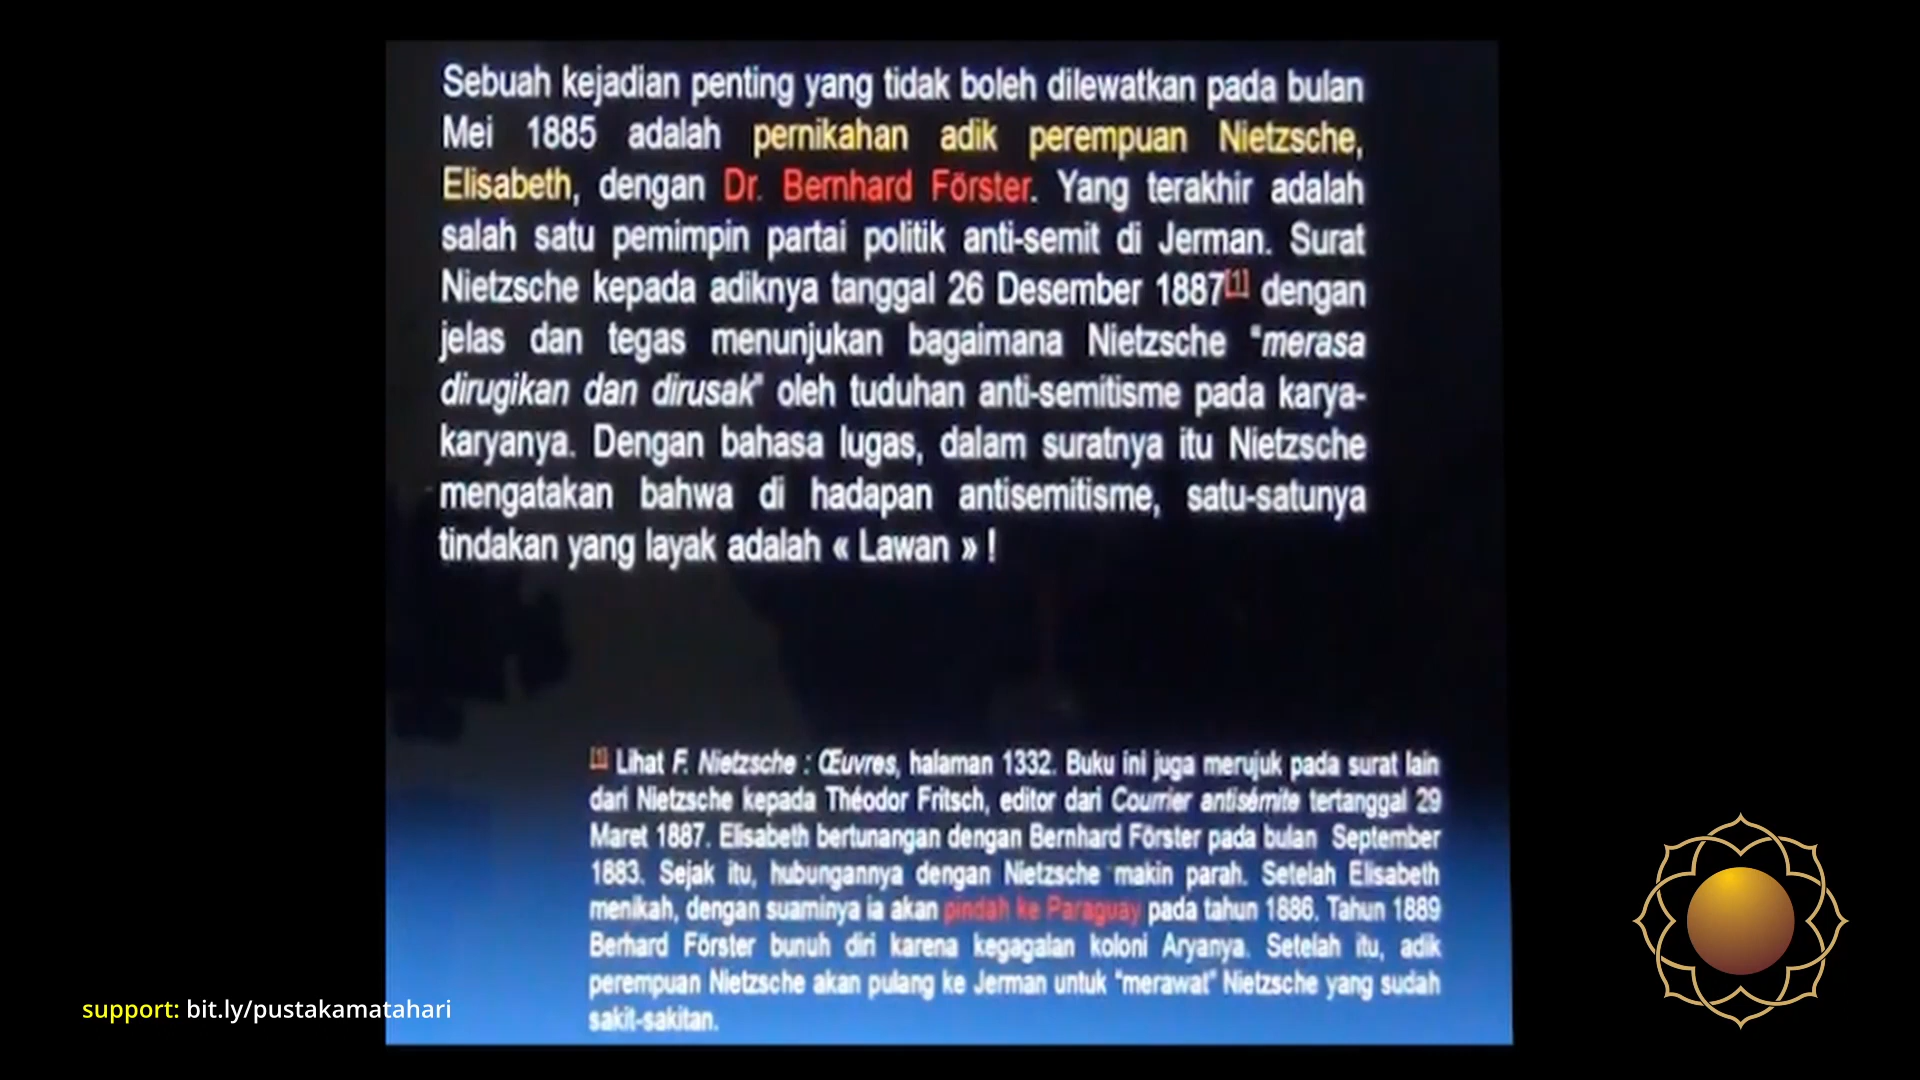 Sebuah kejadian penting yang tidak boleh dilewatkan pada bulan
Mei 1885 adalah pernikahan adik perempuan Nietzsche,
Elisabeth, dengan Dr. Bernhard Förster. Yang terakhir adalah
salah satu pemimpin partai politik anti-semit di Jerman. Surat
Nietzsche kepada adiknya tanggal 26 Desember 1887[1] dengan
jelas dan tegas menunjukan bagaimana Nietzsche "merasa
dirugikan dan dirusak" oleh tuduhan anti-semitisme pada karya-
karyanya. Dengan bahasa lugas, dalam suratnya itu Nietzsche
mengatakan bahwa di hadapan antisemitisme, satu-satunya
tindakan yang layak adalah « Lawan » !
[1] Lihat F. Nietzsche : Œuvres, halaman 1332. Buku ini juga merujuk pada surat lain
dari Nietzsche kepada Théodor Fritsch, editor dari Courrier antisémite tertanggal 29
Maret 1887. Elisabeth bertunangan dengan Bernhard Förster pada bulan September
1883. Sejak itu, hubungannya dengan Nietzsche makin parah. Setelah Elisabeth
menikah, dengan suaminya ia akan pindah ke Paraguay pada tahun 1886. Tahun 1889
Berhard Förster bunuh diri karena kegagalan koloni Aryanya. Setelah itu, adik
perempuan Nietzsche akan pulang ke Jerman untuk "merawat" Nietzsche yang sudah
sakit-sakitan.
support: bit.ly/pustakamatahari